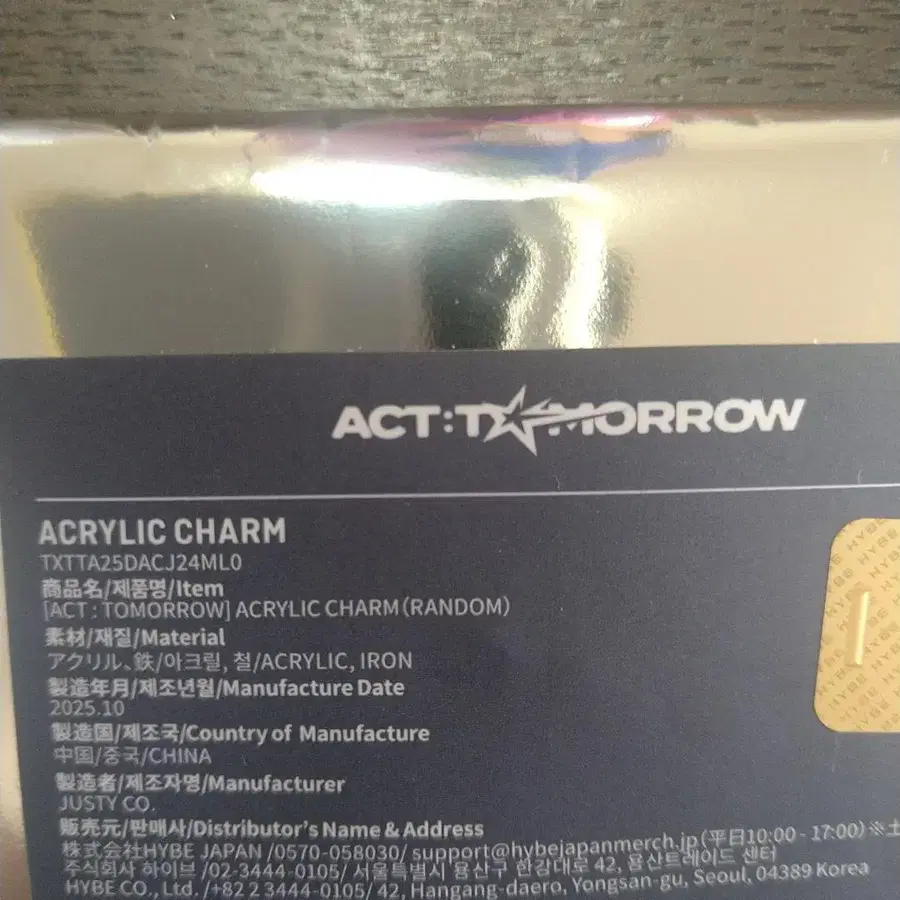 ACT:TOMORROW
ACRYLIC CHARM
TXTTA25DACJ24ML0
商品名/제품명/Item
[ACT : TOMORROW] ACRYLIC CHARM(RANDOM)
素材/재질/Material
アクリル、鉄/아크릴, 철/ACRYLIC, IRON
製造年月/제조년월/Manufacture Date
2025.10
製造国/제조국/Country of Manufacture
中国/중국/CHINA
製造者/제조자명/Manufacturer
JUSTY CO.
販売元/판매사/Distributor's Name & Address
株式会社HYBE JAPAN /0570-058030/ support@hybejapanmerch.jp(平日10:00 - 17:00)※土
주식회사 하이브 /02-3444-0105/ 서울특별시 용산구 한강대로 42, 용산트레이드 센터
HYBE CO., Ltd. /+82 2 3444-0105/ 42, Hangang-daero, Yongsan-gu, Seoul, 04389 Korea
HYBE HYBE HYBE